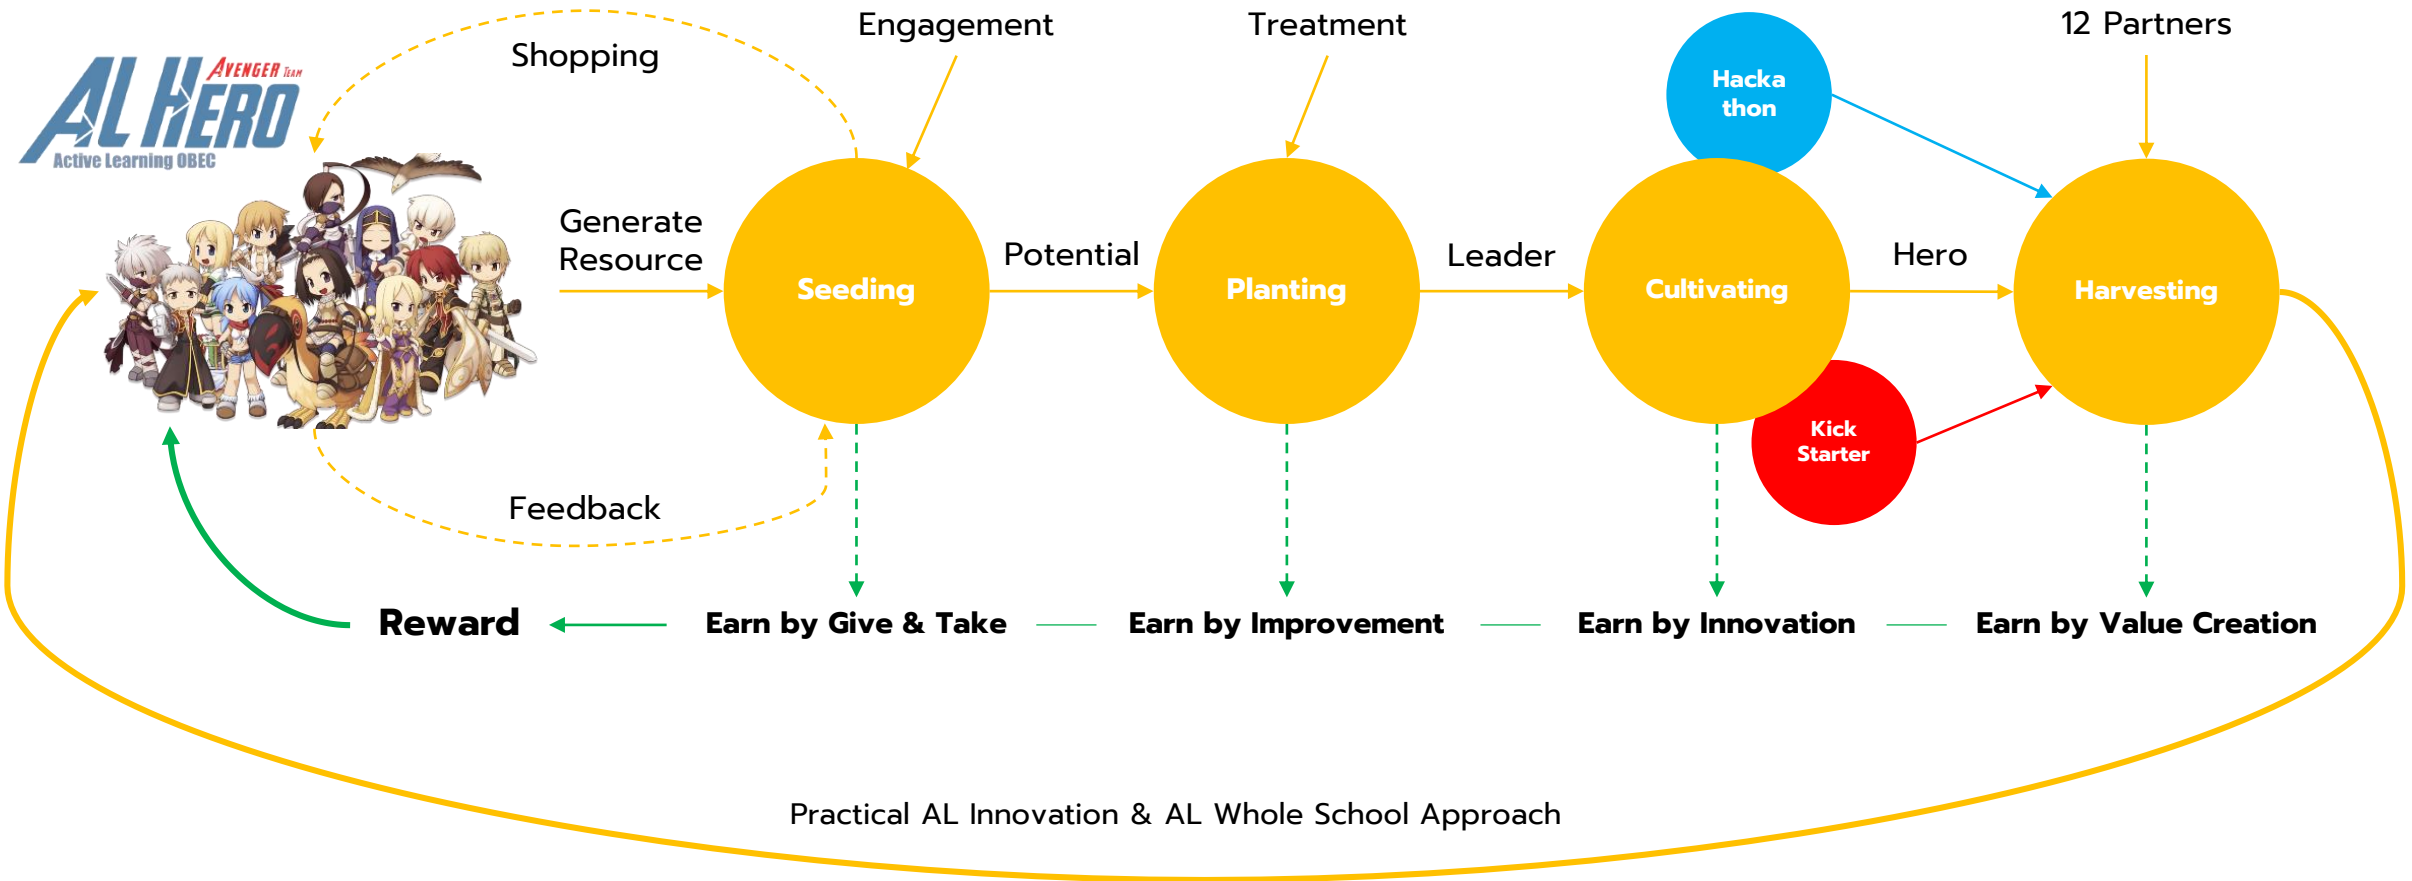 Engagement
Treatment
12 Partners
Shopping
AVENGER TEAM
AL HERO
Active Learning OBEC
Hacka
thon
Generate
Resource
Seeding
Potential
Planting
Leader
Cultivating
Hero
Harvesting
Kick
Starter
Feedback
Reward
Earn by Give & Take
Earn by Improvement
Earn by Innovation
Earn by Value Creation
Practical AL Innovation & AL Whole School Approach